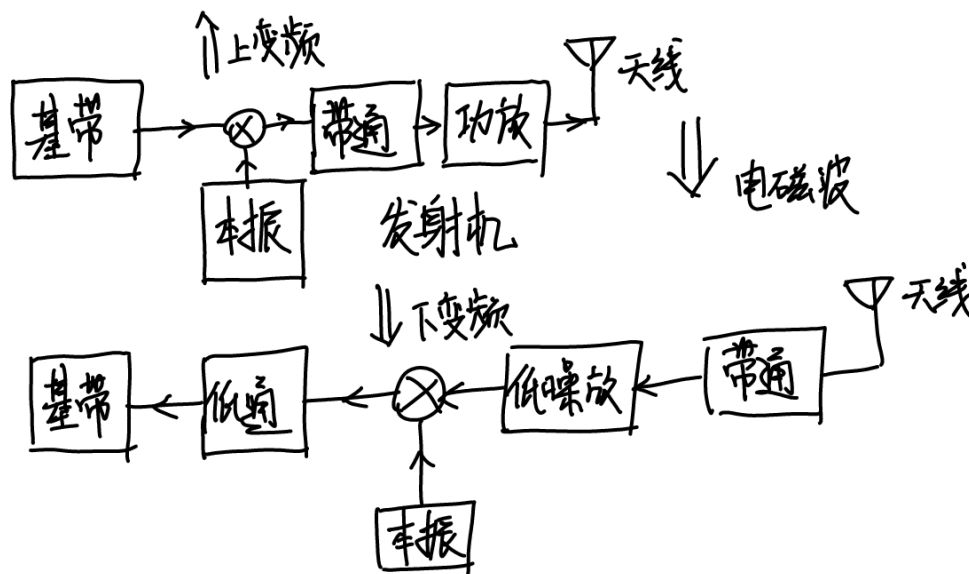 上变频
基带 带通 功放 天线
本振 发射机 电磁波
下变频 天线
基带 低通 低噪放 带通
本振